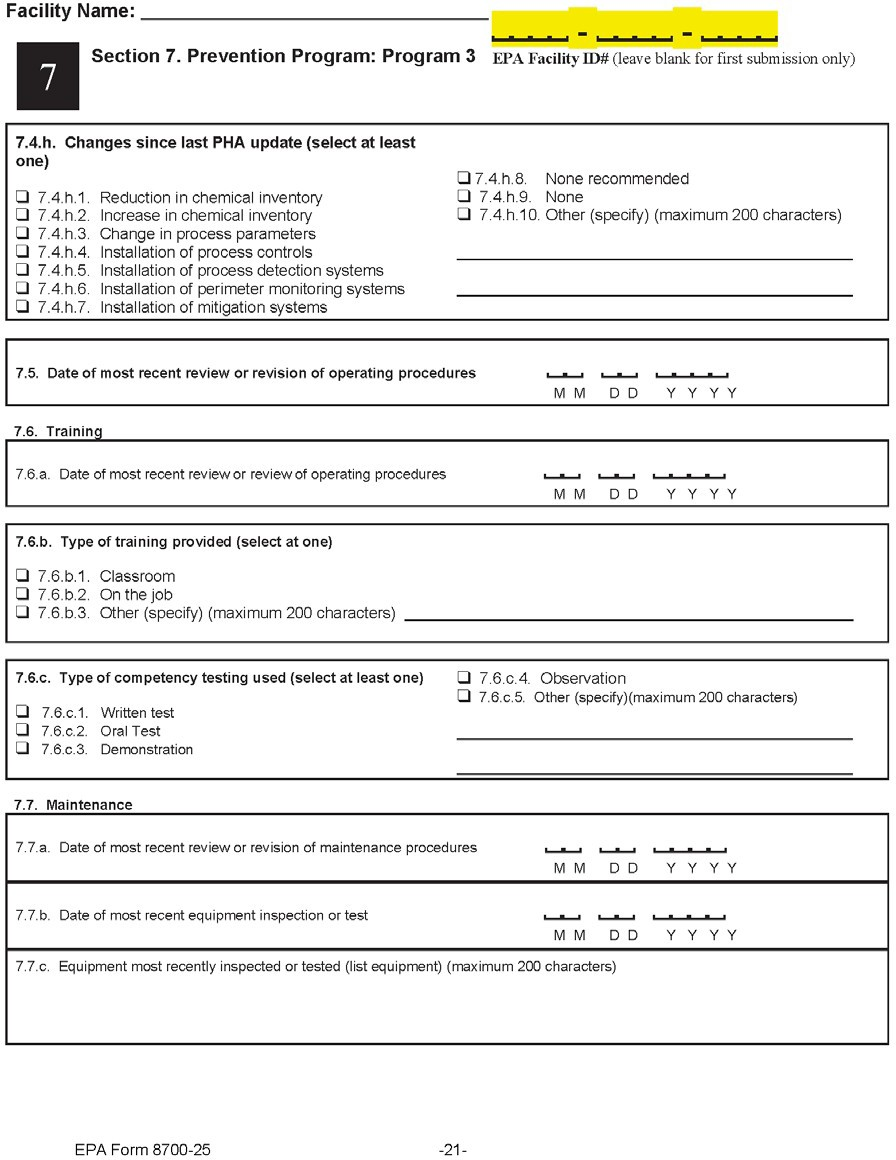 Facility Name:
7
Section 7. Prevention Program: Program 3
EPA Facility ID# (leave blank for first submission only)
7.4.h. Changes since last PHA update (select at least
one)
❑ 7.4.h.1. Reduction in chemical inventory
❑ 7.4.h.2. Increase in chemical inventory
❑ 7.4.h.3. Change in process parameters
❑ 7.4.h.4. Installation of process controls
❑ 7.4.h.5. Installation of process detection systems
❑ 7.4.h.6. Installation of perimeter monitoring systems
❑ 7.4.h.7. Installation of mitigation systems
❑ 7.4.h.8. None recommended
❑ 7.4.h.9. None
❑ 7.4.h.10. Other (specify) (maximum 200 characters)
7.5. Date of most recent review or revision of operating procedures
M M D D Y Y Y Y
7.6. Training
7.6.a. Date of most recent review or review of operating procedures
M M D D Y Y Y Y
7.6.b. Type of training provided (select at one)
❑ 7.6.b.1. Classroom
❑ 7.6.b.2. On the job
❑ 7.6.b.3. Other (specify) (maximum 200 characters)
7.6.c. Type of competency testing used (select at least one)
❑ 7.6.c.1. Written test
❑ 7.6.c.2. Oral Test
❑ 7.6.c.3. Demonstration
❑ 7.6.c.4. Observation
❑ 7.6.c.5. Other (specify)(maximum 200 characters)
7.7. Maintenance
7.7.a. Date of most recent review or revision of maintenance procedures
M M D D Y Y Y Y
7.7.b. Date of most recent equipment inspection or test
M M D D Y Y Y Y
7.7.c. Equipment most recently inspected or tested (list equipment) (maximum 200 characters)
EPA Form 8700-25
-21-